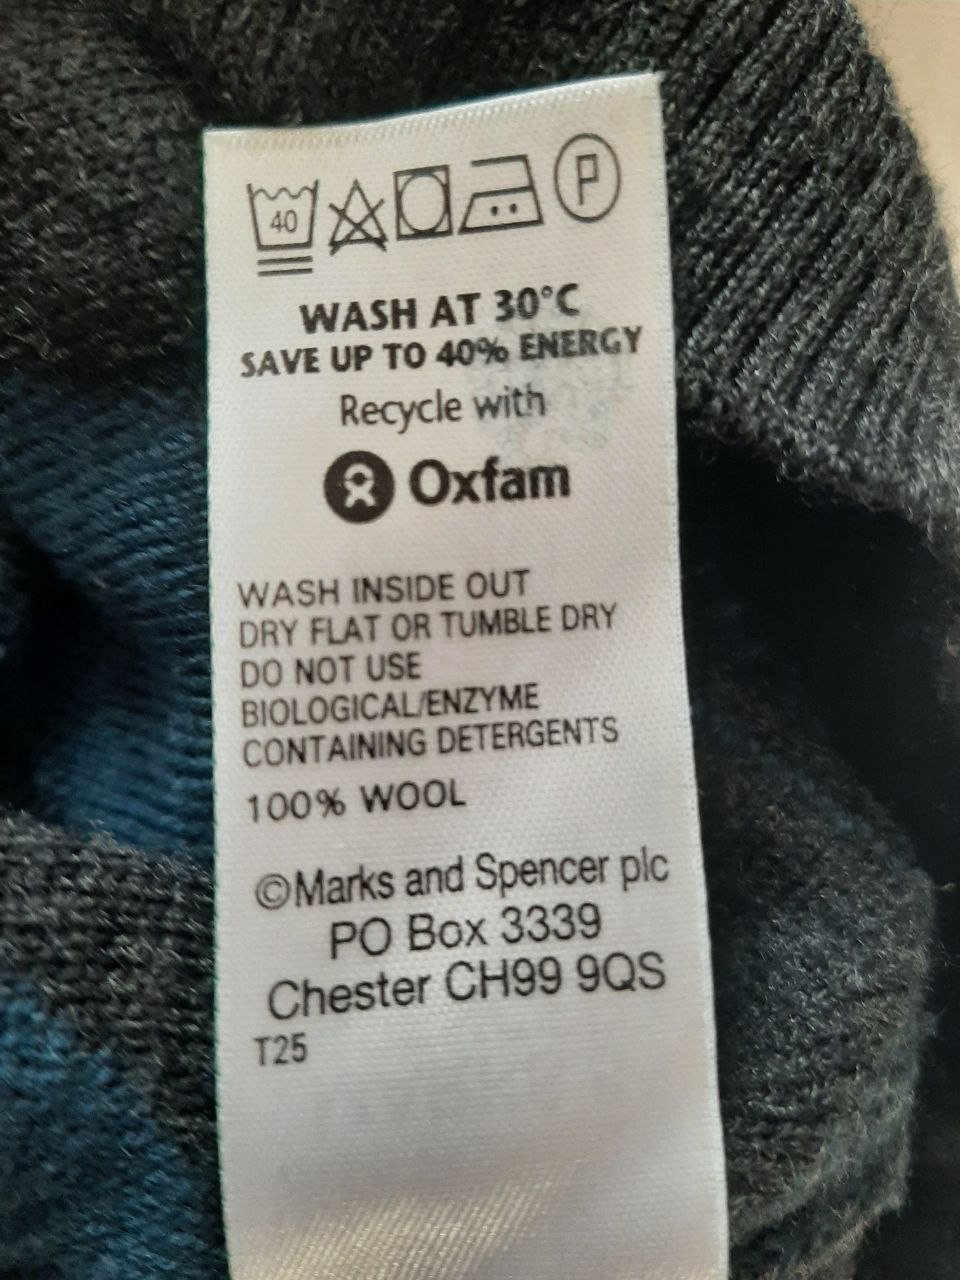 40
P
WASH AT 30°C
SAVE UP TO 40% ENERGY
Recycle with
Oxfam
WASH INSIDE OUT
DRY FLAT OR TUMBLE DRY
DO NOT USE
BIOLOGICAL/ENZYME
CONTAINING DETERGENTS
100% WOOL
©Marks and Spencer plc
PO Box 3339
Chester CH99 9QS
T25